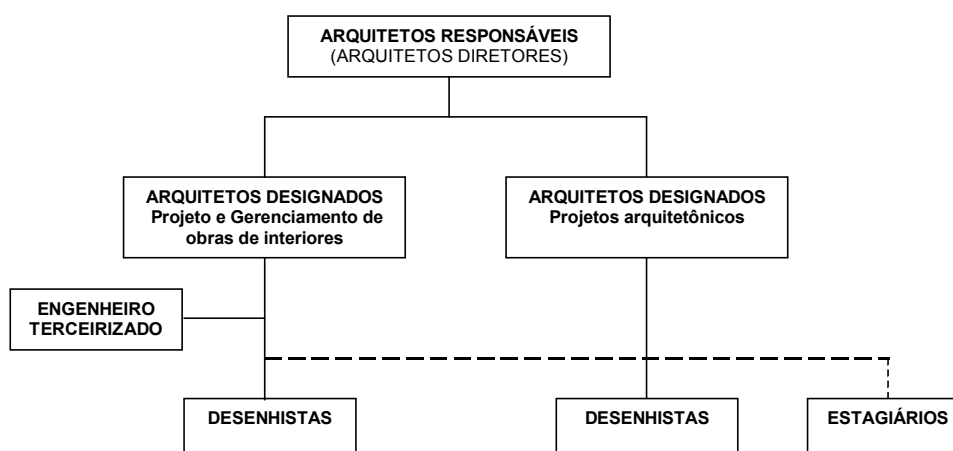 ARQUITETOS RESPONSÁVEIS
(ARQUITETOS DIRETORES)
ARQUITETOS DESIGNADOS
Projeto e Gerenciamento de
obras de interiores
ARQUITETOS DESIGNADOS
Projetos arquitetônicos
ENGENHEIRO
TERCEIRIZADO
DESENHISTAS
DESENHISTAS
ESTAGIÁRIOS